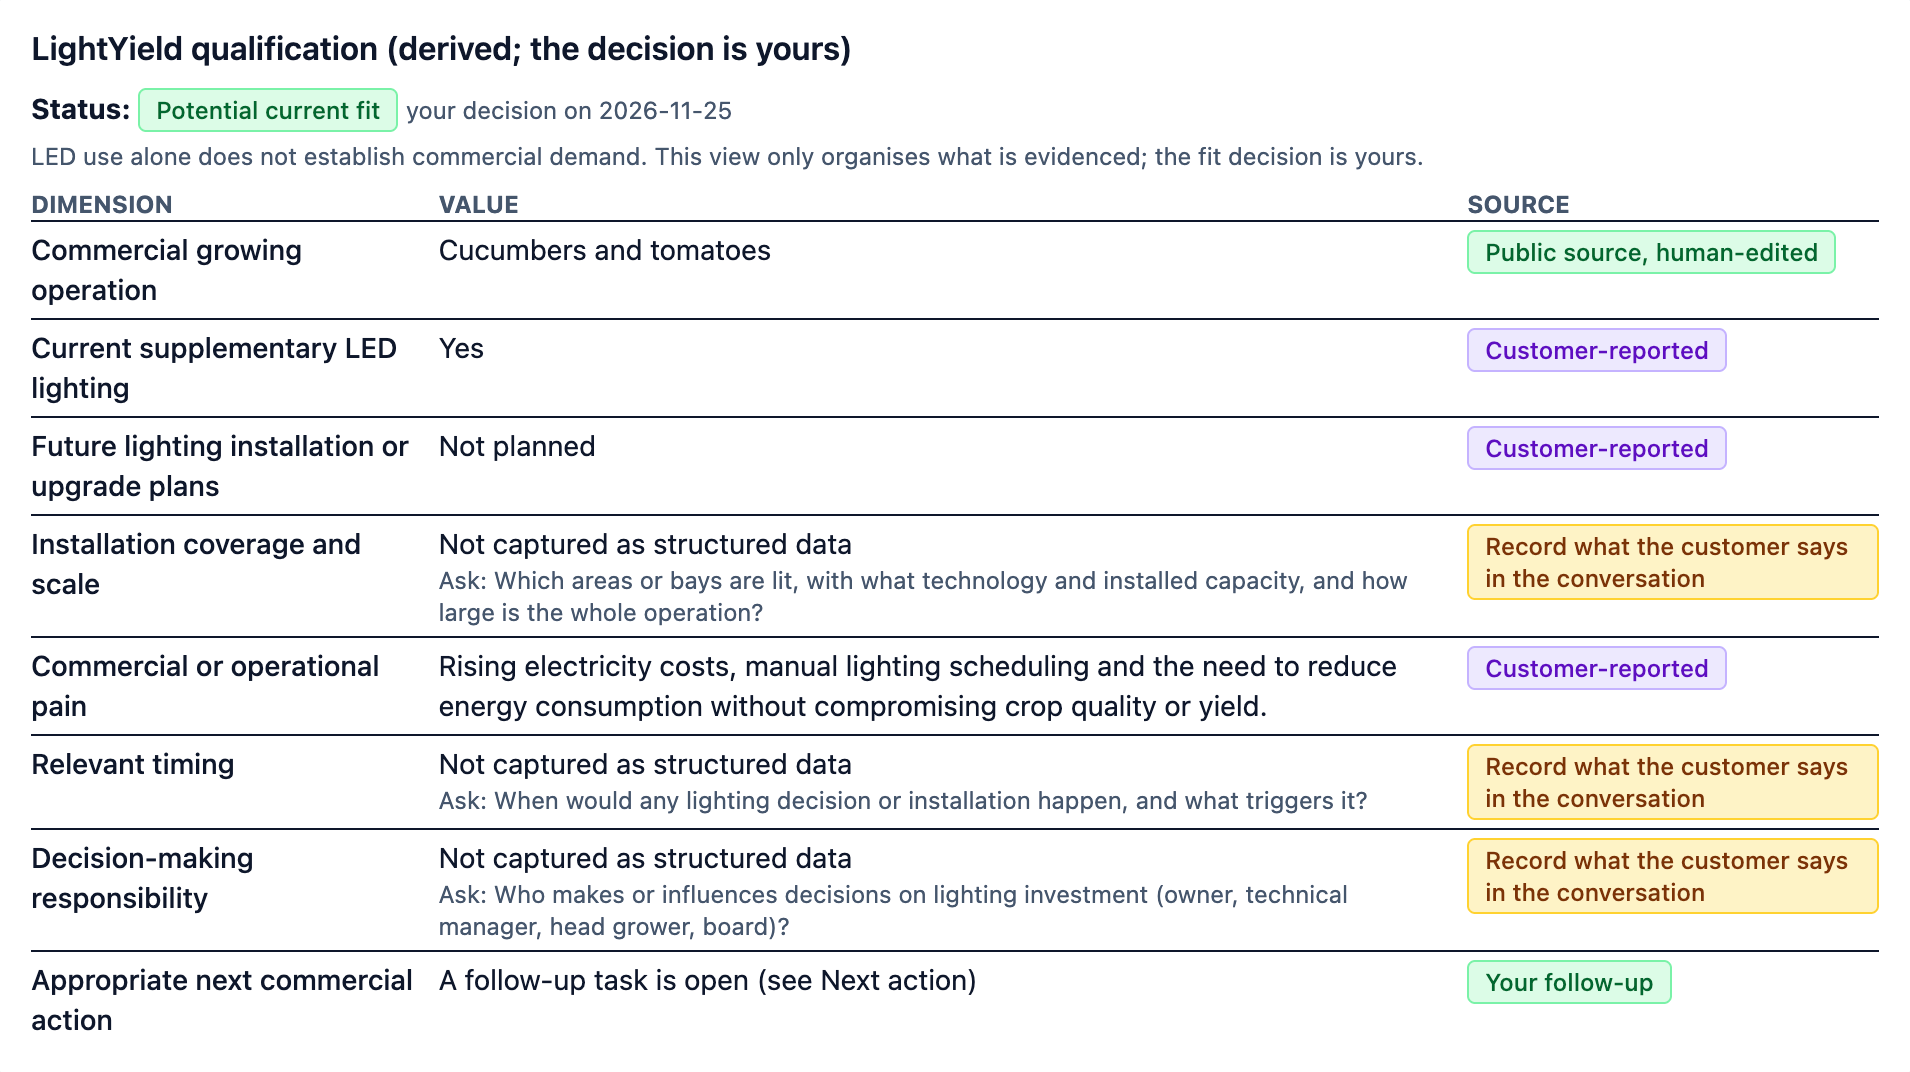 LightYield qualification (derived; the decision is yours)
Status: Potential current fit your decision on 2026-11-25
LED use alone does not establish commercial demand. This view only organises what is evidenced; the fit decision is yours.
DIMENSION VALUE SOURCE
Commercial growing Cucumbers and tomatoes Public source, human-edited
operation
Current supplementary LED Yes Customer-reported
lighting
Future lighting installation or Not planned Customer-reported
upgrade plans
Installation coverage and Not captured as structured data Record what the customer says
scale Ask: Which areas or bays are lit, with what technology and installed capacity, and how in the conversation
large is the whole operation?
Commercial or operational Rising electricity costs, manual lighting scheduling and the need to reduce Customer-reported
pain energy consumption without compromising crop quality or yield.
Relevant timing Not captured as structured data Record what the customer says
Ask: When would any lighting decision or installation happen, and what triggers it? in the conversation
Decision-making Not captured as structured data Record what the customer says
responsibility Ask: Who makes or influences decisions on lighting investment (owner, technical in the conversation
manager, head grower, board)?
Appropriate next commercial A follow-up task is open (see Next action) Your follow-up
action